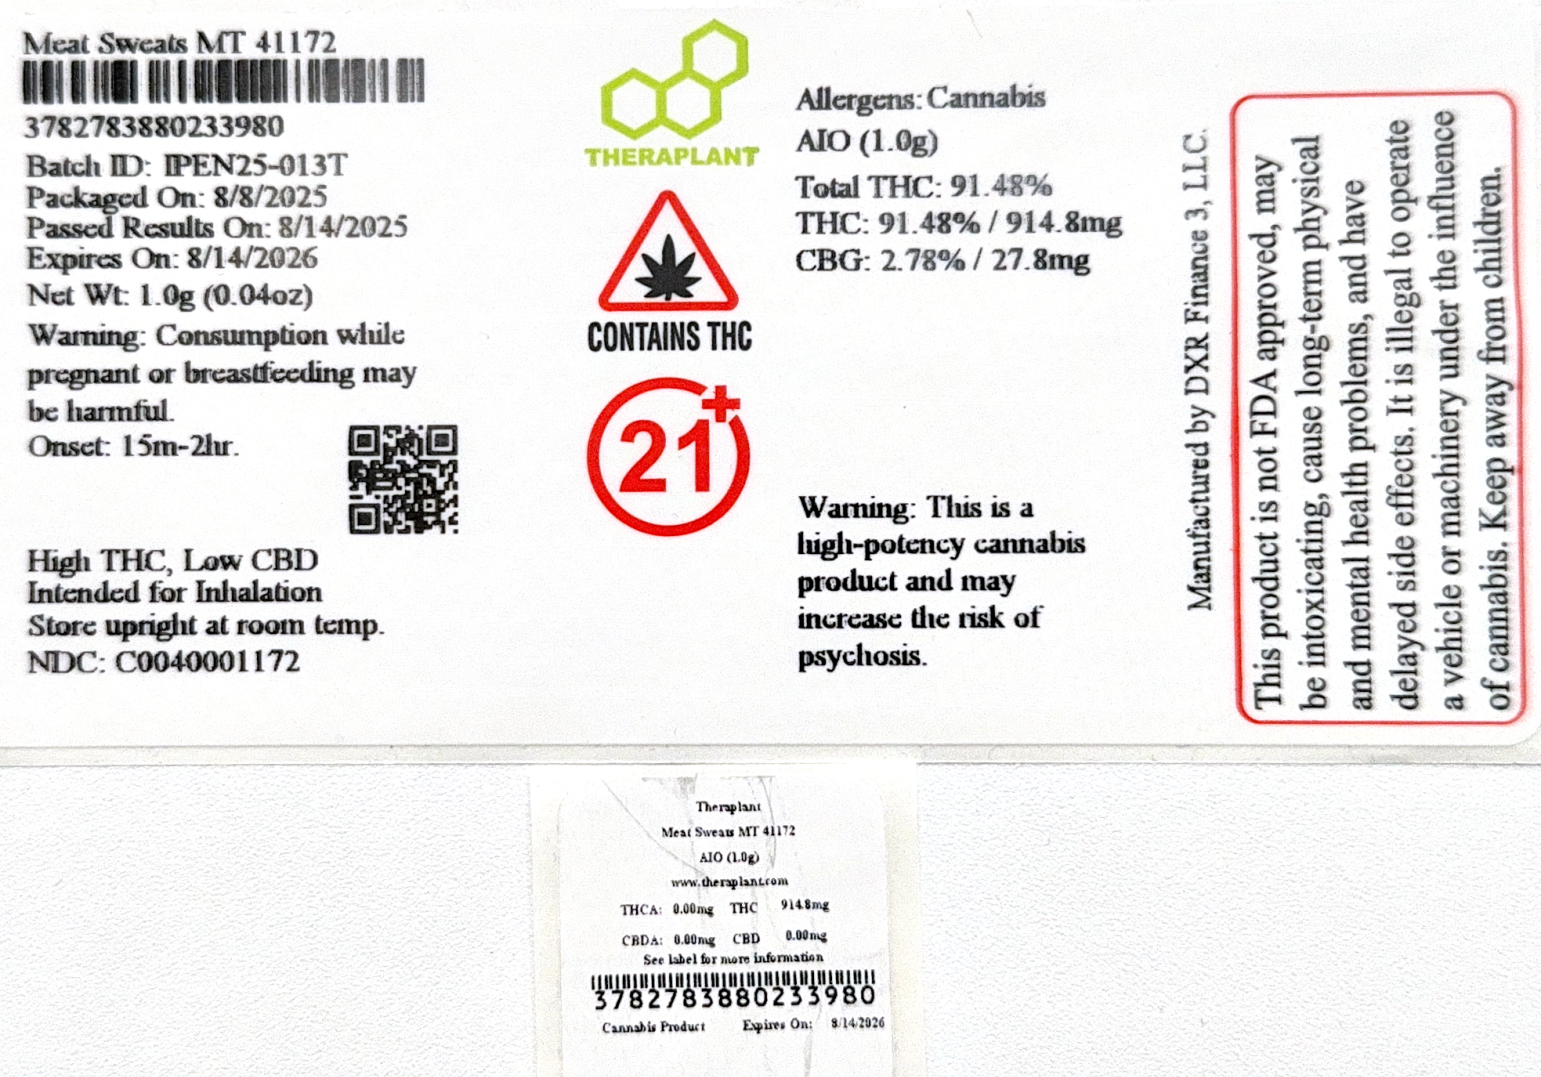 Meat Sweats MT 41172
3782783880233980
Batch ID: IPEN25-013T
Packaged On: 8/8/2025
Passed Results On: 8/14/2025
Expires On: 8/14/2026
Net Wt: 1.0g (0.04oz)
Warning: Consumption while
pregnant or breastfeeding may
be harmful.
Onset: 15m-2hr.
High THC, Low CBD
Intended for Inhalation
Store upright at room temp.
NDC: C0040001172
THERAPLANT
CONTAINS THC
21+
Allergens: Cannabis
AIO (1.0g)
Total THC: 91.48%
THC: 91.48% / 914.8mg
CBG: 2.78% / 27.8mg
Warning: This is a
high-potency cannabis
product and may
increase the risk of
psychosis.
Manufactured by DXR Finance 3, LLC.
This product is not FDA approved, may
be intoxicating, cause long-term physical
and mental health problems, and have
delayed side effects. It is illegal to operate
a vehicle or machinery under the influence
of cannabis. Keep away from children.
Theraplant
Meat Sweats MT 41172
AIO (1.0g)
www.theraplant.com
THCA: 0.00mg THC 914.8mg
CBDA: 0.00mg CBD 0.00mg
See label for more information
3782783880233980
Cannabis Product Expires On: 8/14/2026